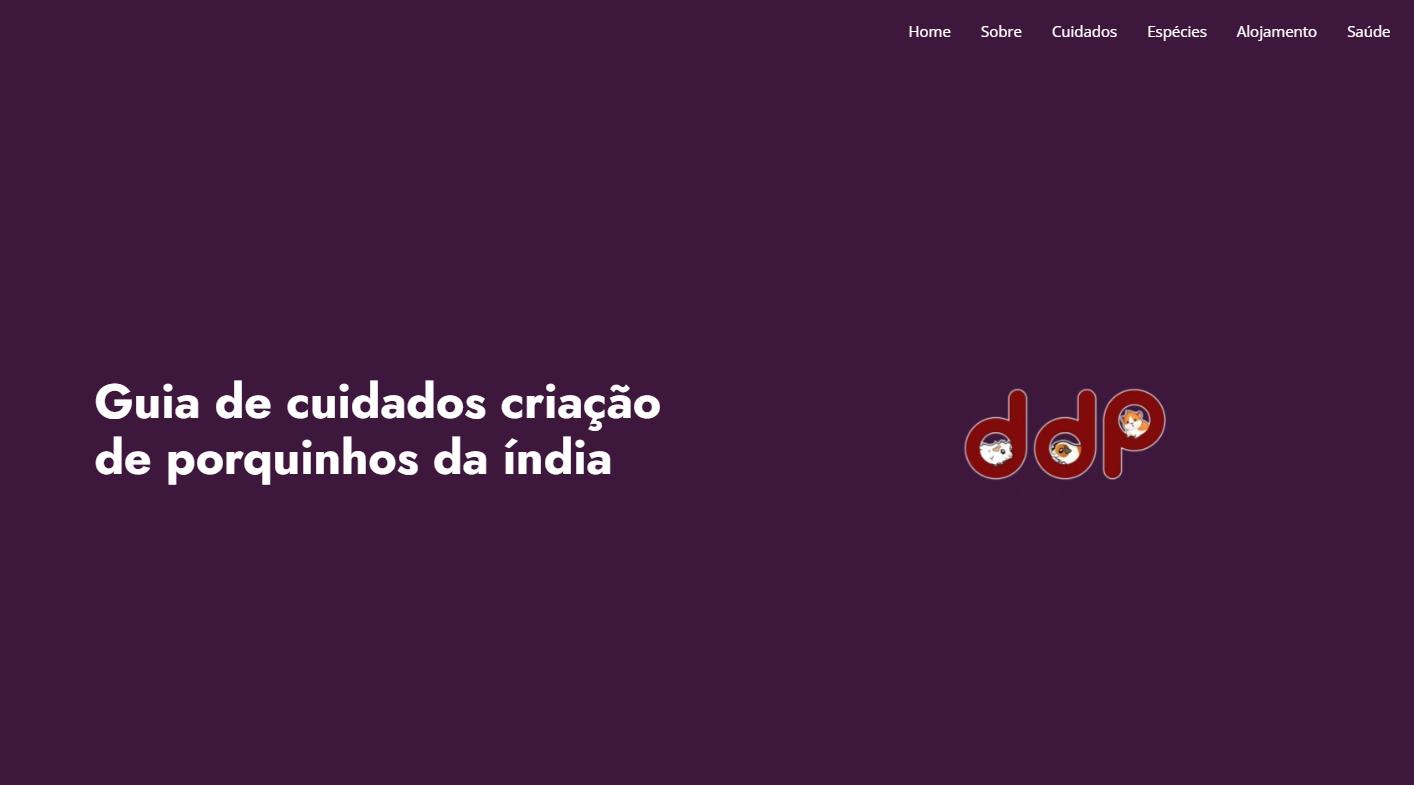 Home Sobre Cuidados Espécies Alojamento Saúde
Guia de cuidados criação
de porquinhos da índia
ddp